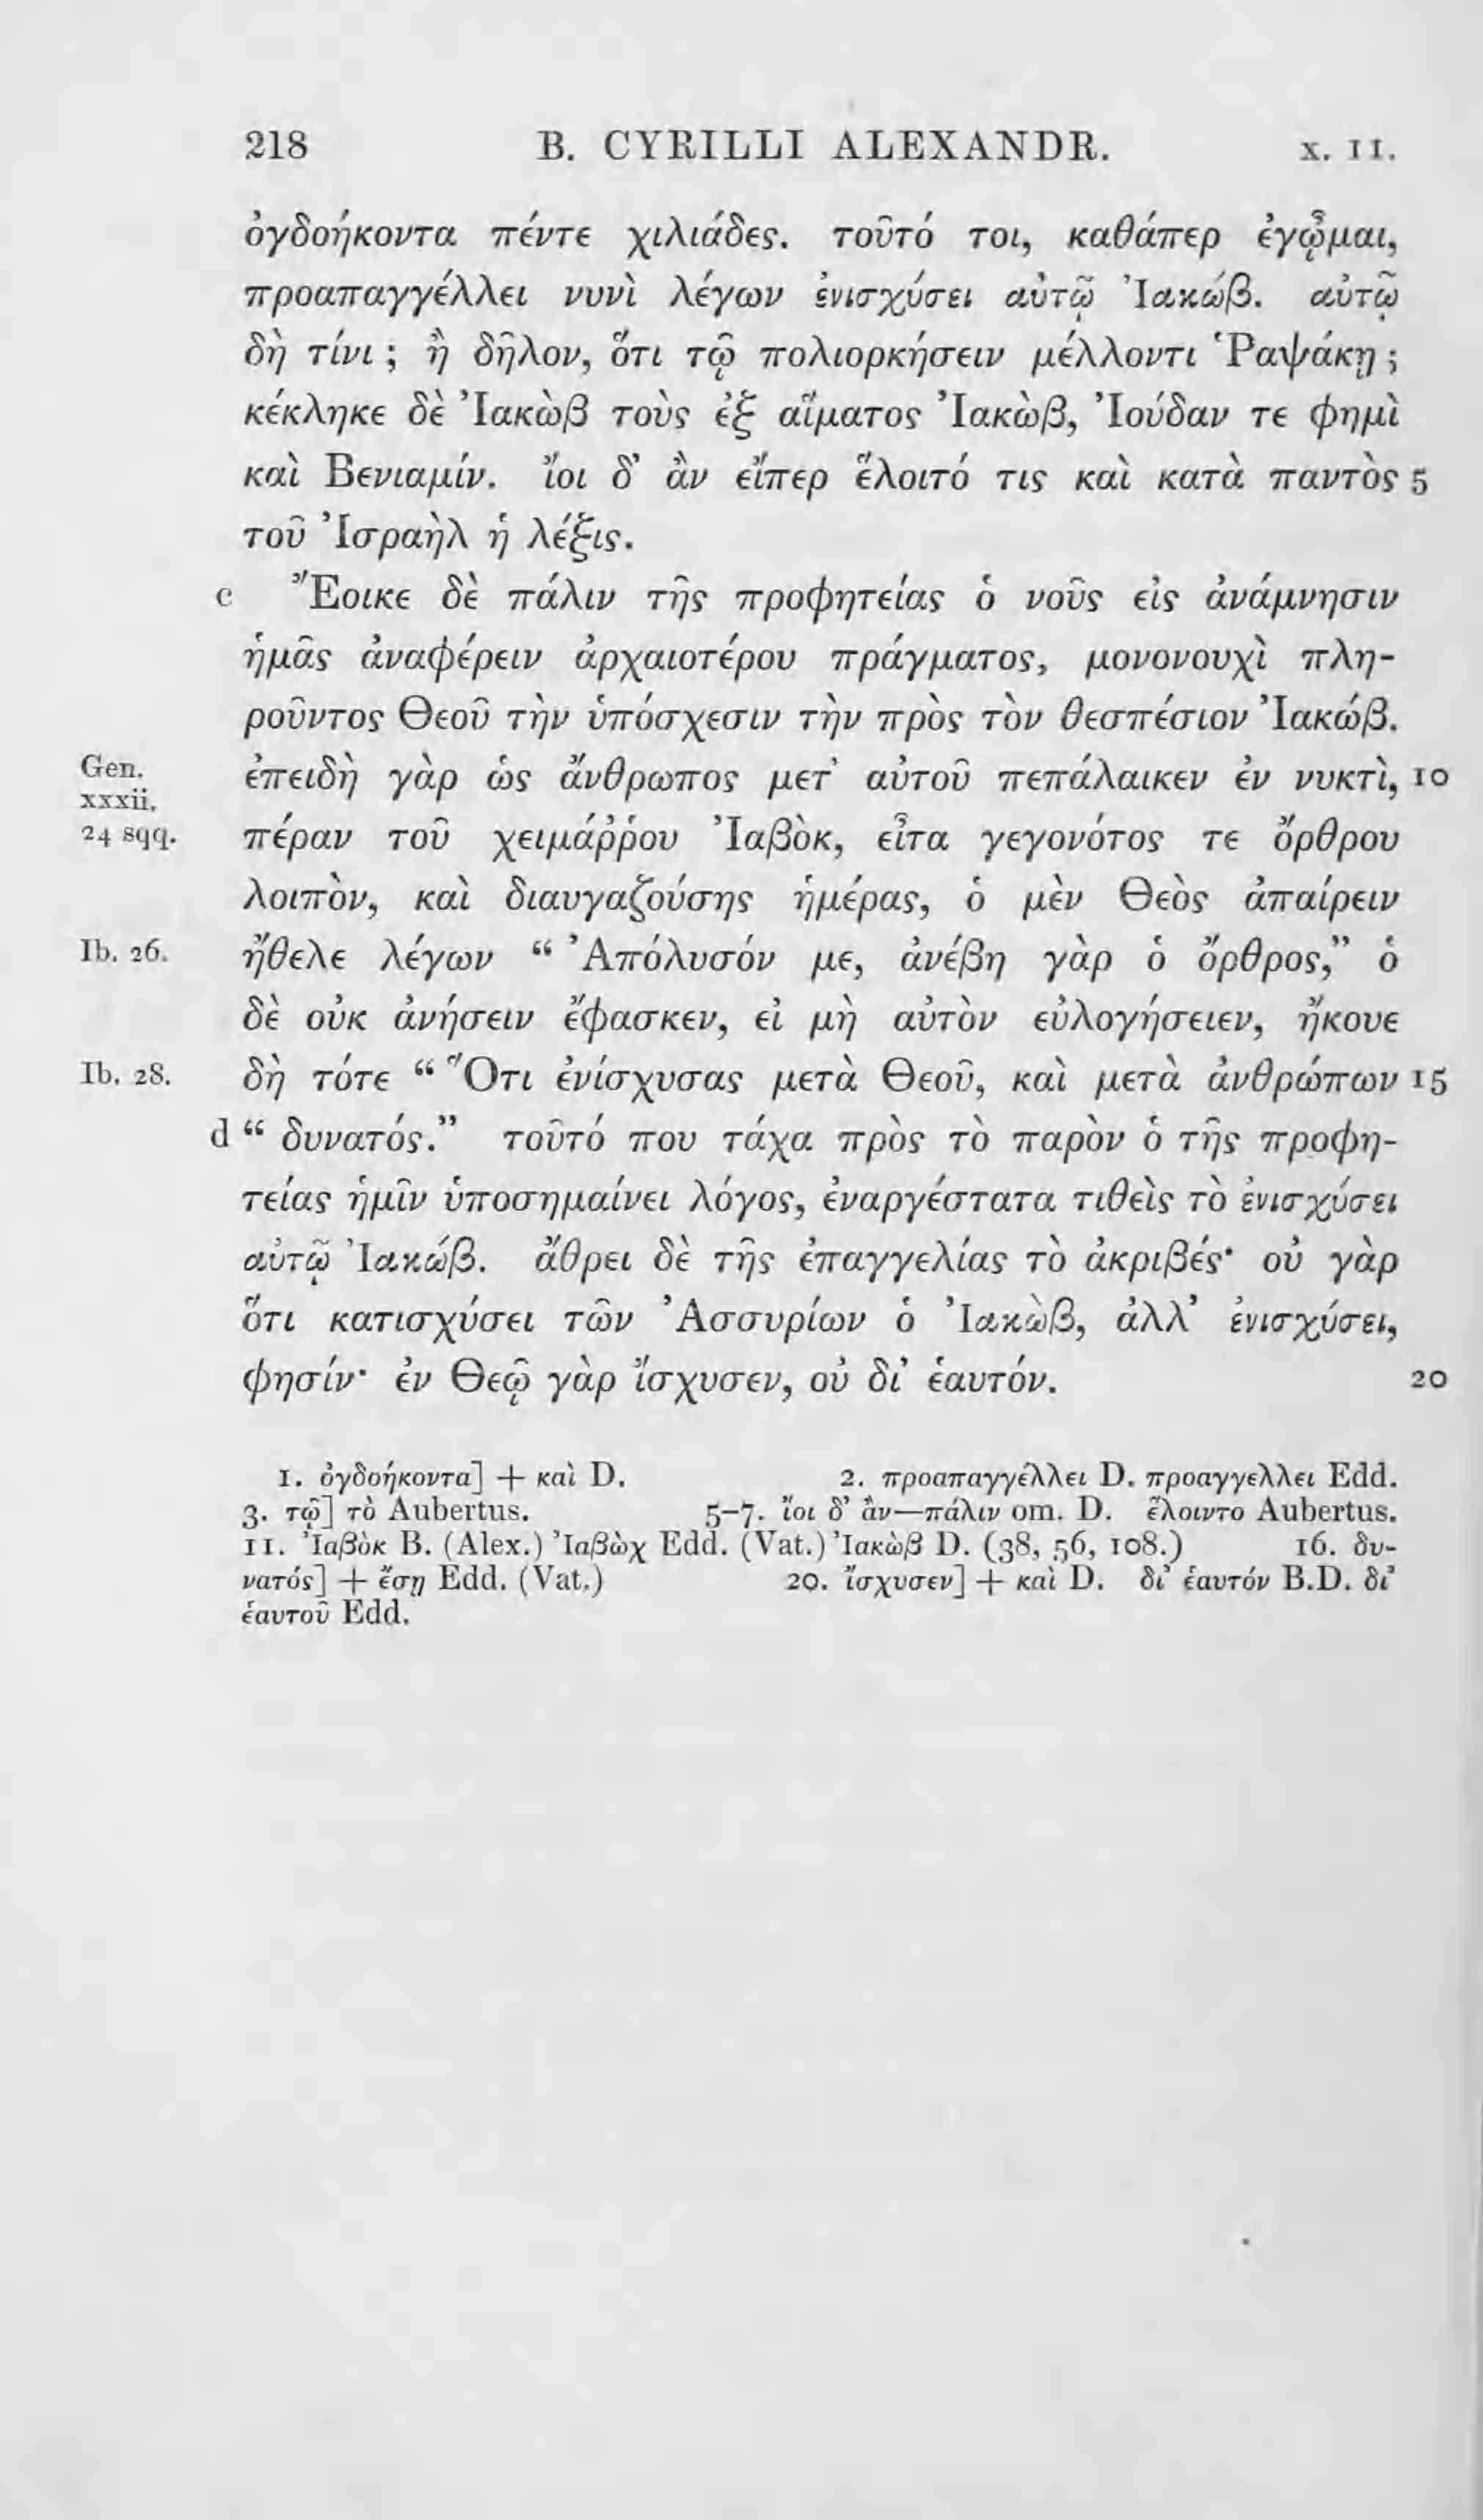 218 B. CYRILLI ALEXANDR. X. II.
ὀγδοήκοντα πέντε χιλιάδες. τοῦτό τοι, καθάπερ ἐγᾦμαι,
προαπαγγέλλει νυνὶ λέγων ἐνισχύσει αὐτῷ Ἰακώβ. αὐτῷ
δὴ τίνι ; ἢ δῆλον, ὅτι τῷ πολιορκήσειν μέλλοντι Ῥαψάκῃ ;
κέκληκε δὲ Ἰακὼβ τοὺς ἐξ αἵματος Ἰακὼβ, Ἰούδαν τε φημὶ
καὶ Βενιαμίν. ἴοι δ’ ἂν εἴπερ ἕλοιτό τις καὶ κατὰ παντὸς 5
τοῦ Ἰσραὴλ ἡ λέξις.
c Ἔοικε δὲ πάλιν τῆς προφητείας ὁ νοῦς εἰς ἀνάμνησιν
ἡμᾶς ἀναφέρειν ἀρχαιοτέρου πράγματος, μονονουχὶ πλη-
ροῦντος Θεοῦ τὴν ὑπόσχεσιν τὴν πρὸς τὸν θεσπέσιον Ἰακώβ.
Gen. xxxii, 24 sqq. ἐπειδὴ γὰρ ὡς ἄνθρωπος μετ’ αὐτοῦ πεπάλαικεν ἐν νυκτὶ, 10
πέραν τοῦ χειμάῤῥου Ἰαβὸκ, εἶτα γεγονότος τε ὄρθρου
λοιπὸν, καὶ διαυγαζούσης ἡμέρας, ὁ μὲν Θεὸς ἀπαίρειν
Ib. 26. ἤθελε λέγων “ Ἀπόλυσόν με, ἀνέβη γὰρ ὁ ὄρθρος,” ὁ
δὲ οὐκ ἀνήσειν ἔφασκεν, εἰ μὴ αὐτὸν εὐλογήσειεν, ἤκουε
Ib. 28. δὴ τότε “ Ὅτι ἐνίσχυσας μετὰ Θεοῦ, καὶ μετὰ ἀνθρώπων 15
d “ δυνατός.” τοῦτό που τάχα πρὸς τὸ παρὸν ὁ τῆς προφη-
τείας ἡμῖν ὑποσημαίνει λόγος, ἐναργέστατα τιθεὶς τὸ ἐνισχύσει
αὐτῷ Ἰακώβ. ἄθρει δὲ τῆς ἐπαγγελίας τὸ ἀκριβές· οὐ γὰρ
ὅτι κατισχύσει τῶν Ἀσσυρίων ὁ Ἰακὼβ, ἀλλ’ ἐνισχύσει,
φησίν· ἐν Θεῷ γὰρ ἴσχυσεν, οὐ δι’ ἑαυτόν. 20
1. ὀγδοήκοντα] + καὶ D. 2. προαπαγγέλλει D. προαγγελλει Edd.
3. τῷ] τὸ Aubertus. 5–7. ἴοι δ’ ἂν—πάλιν om. D. ἕλοιντο Aubertus.
11. Ἰαβὸκ B. (Alex.) Ἰαβὼχ Edd. (Vat.) Ἰακὼβ D. (38, 56, 108.) 16. δυ-
νατός] + ἔσῃ Edd. (Vat.) 20. ἴσχυσεν] + καὶ D. δι’ ἑαυτόν B.D. δι’
ἑαυτοῦ Edd.